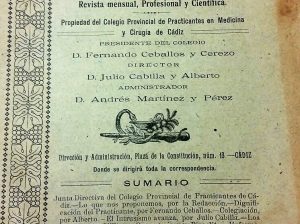 Revista mensual, Profesional y Científica.
Propiedad del Colegio Provincial de Practicantes en Medicina
y Cirugía de Cádiz
PRESIDENTE DEL COLEGIO
D. Fernando Ceballos y Cerezo
DIRECTOR
D. Julio Cabilla y Alberto
ADMINISTRADOR
D. Andrés Martínez y Pérez
Dirección y Administración, Plaza de la Constitución, núm. 18.—CÁDIZ
Donde se dirigirá toda la correspondencia.
SUMARIO
Junta Directiva del Colegio Provincial de Practicantes de Cá-
diz.—Lo que nos proponemos, por la Redacción.—Dignifi-
cación del Practicante, por Fernando Ceballos.—Colegiación,
por Alberto.—El Intrusismo avanza, por Julio Cabilla.—Los